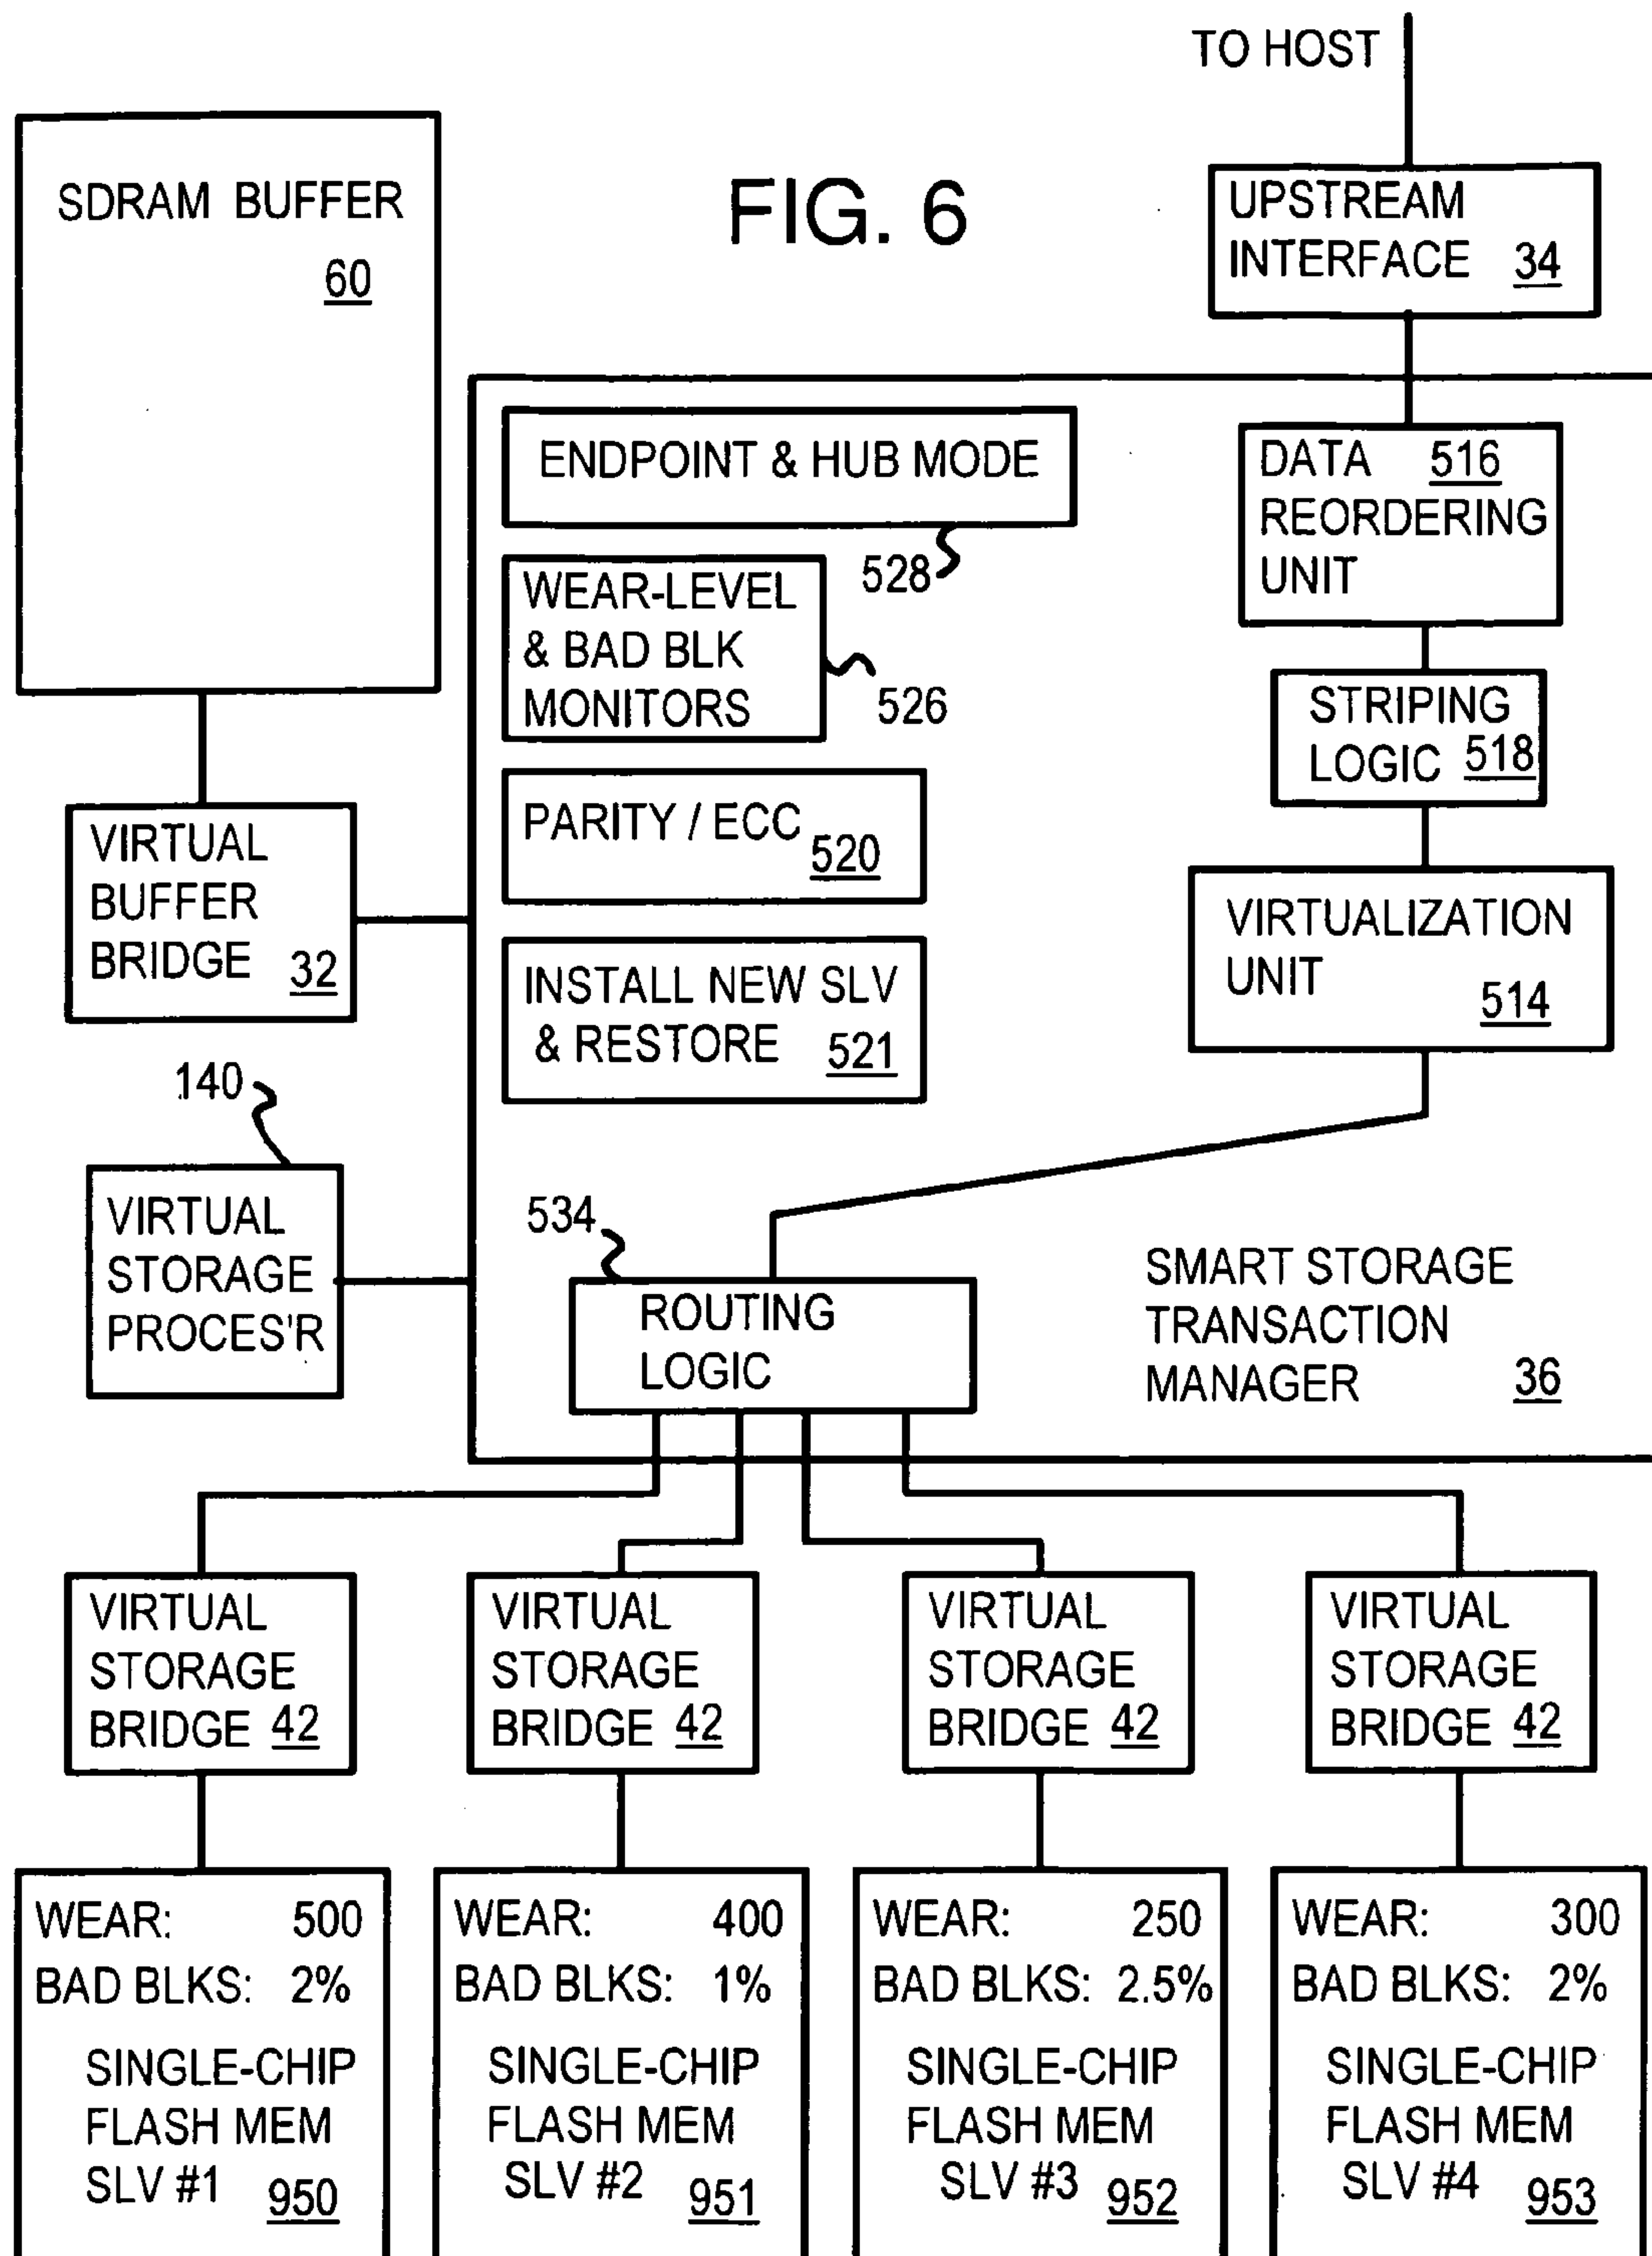 TO HOST
FIG. 6
SDRAM BUFFER
60
UPSTREAM
INTERFACE 34
ENDPOINT & HUB MODE
528
DATA 516
REORDERING
UNIT
WEAR-LEVEL
& BAD BLK
MONITORS
526
STRIPING
LOGIC 518
PARITY / ECC 520
VIRTUAL
BUFFER
BRIDGE 32
VIRTUALIZATION
UNIT 514
INSTALL NEW SLV
& RESTORE 521
140
VIRTUAL
STORAGE
PROCES'R
534
ROUTING
LOGIC
SMART STORAGE
TRANSACTION
MANAGER 36
VIRTUAL
STORAGE
BRIDGE 42
VIRTUAL
STORAGE
BRIDGE 42
VIRTUAL
STORAGE
BRIDGE 42
VIRTUAL
STORAGE
BRIDGE 42
WEAR: 500
BAD BLKS: 2%
SINGLE-CHIP
FLASH MEM
SLV #1 950
WEAR: 400
BAD BLKS: 1%
SINGLE-CHIP
FLASH MEM
SLV #2 951
WEAR: 250
BAD BLKS: 2.5%
SINGLE-CHIP
FLASH MEM
SLV #3 952
WEAR: 300
BAD BLKS: 2%
SINGLE-CHIP
FLASH MEM
SLV #4 953